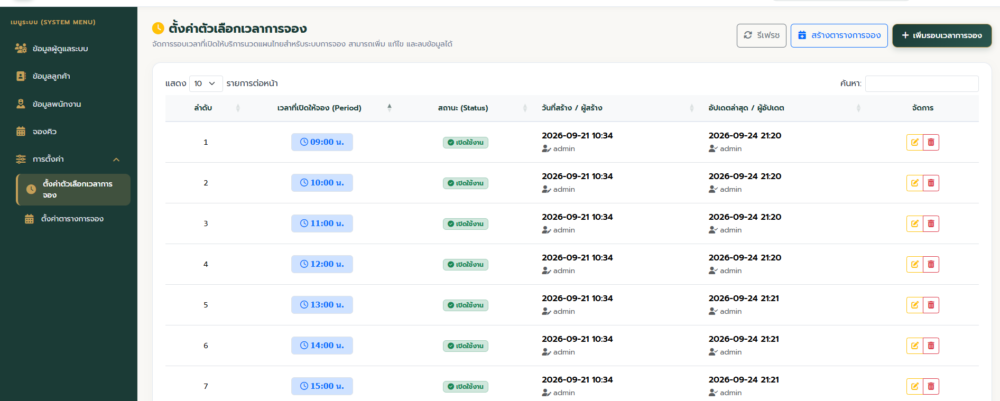 เมนูระบบ (SYSTEM MENU)
ข้อมูลผู้ดูแลระบบ
ข้อมูลลูกค้า
ข้อมูลพนักงาน
จองคิว
การตั้งค่า
ตั้งค่าตัวเลือกเวลาการ
จอง
ตั้งค่าตารางการจอง
ตั้งค่าตัวเลือกเวลาการจอง
จัดการรอบเวลาที่เปิดให้บริการนวดแผนไทยสำหรับระบบการจอง สามารถเพิ่ม แก้ไข และลบข้อมูลได้
รีเฟรช
สร้างตารางการจอง
เพิ่มรอบเวลาการจอง
แสดง 10 รายการต่อหน้า
ค้นหา:
ลำดับ เวลาที่เปิดให้จอง (Period) สถานะ (Status) วันที่สร้าง / ผู้สร้าง อัปเดตล่าสุด / ผู้อัปเดต จัดการ
1 09:00 น. เปิดใช้งาน 2026-09-21 10:34 2026-09-24 21:20
admin admin
2 10:00 น. เปิดใช้งาน 2026-09-21 10:34 2026-09-24 21:20
admin admin
3 11:00 น. เปิดใช้งาน 2026-09-21 10:34 2026-09-24 21:20
admin admin
4 12:00 น. เปิดใช้งาน 2026-09-21 10:34 2026-09-24 21:20
admin admin
5 13:00 น. เปิดใช้งาน 2026-09-21 10:34 2026-09-24 21:21
admin admin
6 14:00 น. เปิดใช้งาน 2026-09-21 10:34 2026-09-24 21:21
admin admin
7 15:00 น. เปิดใช้งาน 2026-09-21 10:34 2026-09-24 21:21
admin admin